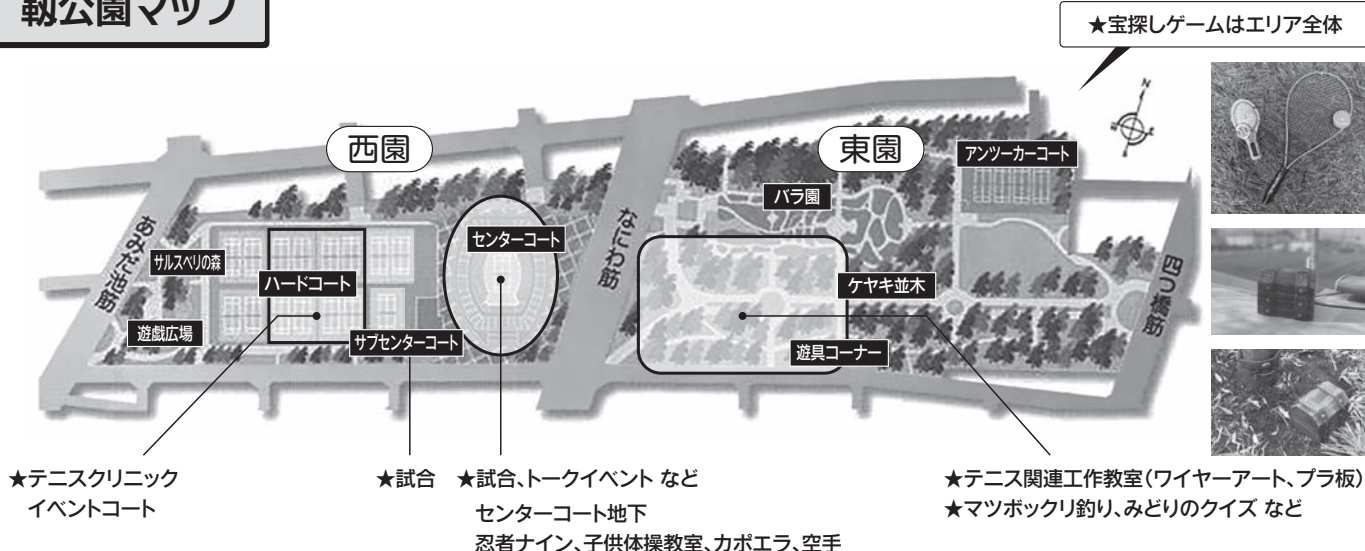 靱公園マップ
★宝探しゲームはエリア全体
N
西園
東園
アンツーカーコート
バラ園
センターコート
サルスベリの森
ハードコート
ケヤキ並木
遊戯広場
サブセンターコート
遊具コーナー
あみだ池筋
なにわ筋
四つ橋筋
★テニスクリニック
イベントコート
★試合
★試合、トークイベント など
センターコート地下
忍者ナイン、子供体操教室、カポエラ、空手
★テニス関連工作教室(ワイヤーアート、プラ板)
★マツボックリ釣り、みどりのクイズ など